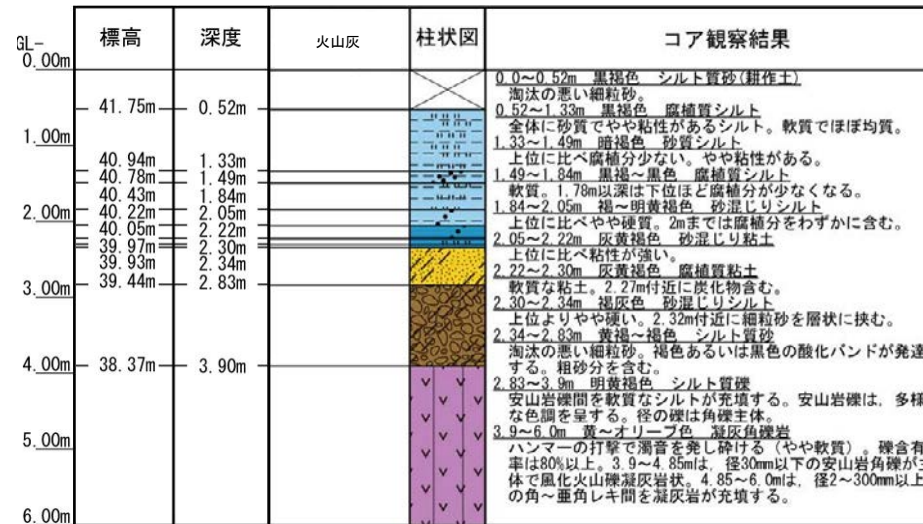 標高 深度 火山灰 柱状図 コア観察結果
GL-
0.00m
1.00m
2.00m
3.00m
4.00m
5.00m
6.00m
41.75m 0.52m
40.94m 1.33m
40.78m 1.49m
40.43m 1.84m
40.22m 2.05m
40.05m 2.22m
39.97m 2.30m
39.93m 2.34m
39.44m 2.83m
38.37m 3.90m
0.0～0.52m 黒褐色 シルト質砂(耕作土)
淘汰の悪い細粒砂。
0.52～1.33m 黒褐色 腐植質シルト
全体に砂質でやや粘性があるシルト。軟質でほぼ均質。
1.33～1.49m 暗褐色 砂質シルト
上位に比べ腐植分少ない。やや粘性がある。
1.49～1.84m 黒褐～黒色 腐植質シルト
軟質。1.78m以深は下位ほど腐植分が少なくなる。
1.84～2.05m 褐～明黄褐色 砂混じりシルト
上位に比べやや硬質。2mまでは腐植分をわずかに含む。
2.05～2.22m 灰黄褐色 砂混じり粘土
上位に比べ粘性が強い。
2.22～2.30m 灰黄褐色 腐植質粘土
軟質な粘土。2.27m付近に炭化物含む。
2.30～2.34m 褐灰色 砂混じりシルト
上位よりやや硬い。2.32m付近に細粒砂を層状に挟む。
2.34～2.83m 黄褐～褐色 シルト質砂
淘汰の悪い細粒砂。褐色あるいは黒色の酸化バンドが発達
する。粗砂分を含む。
2.83～3.9m 明黄褐色 シルト質礫
安山岩礫間を軟質なシルトが充填する。安山岩礫は，多様
な色調を呈する。径の礫は角礫主体。
3.9～6.0m 黄～オリーブ色 凝灰角礫岩
ハンマーの打撃で濁音を発し砕ける（やや軟質）。礫含有
率は80%以上。3.9～4.85mは，径30mm以下の安山岩角礫が主
体で風化火山礫凝灰岩状。4.85～6.0mは，径2～300mm以上
の角～亜角レキ間を凝灰岩が充填する。